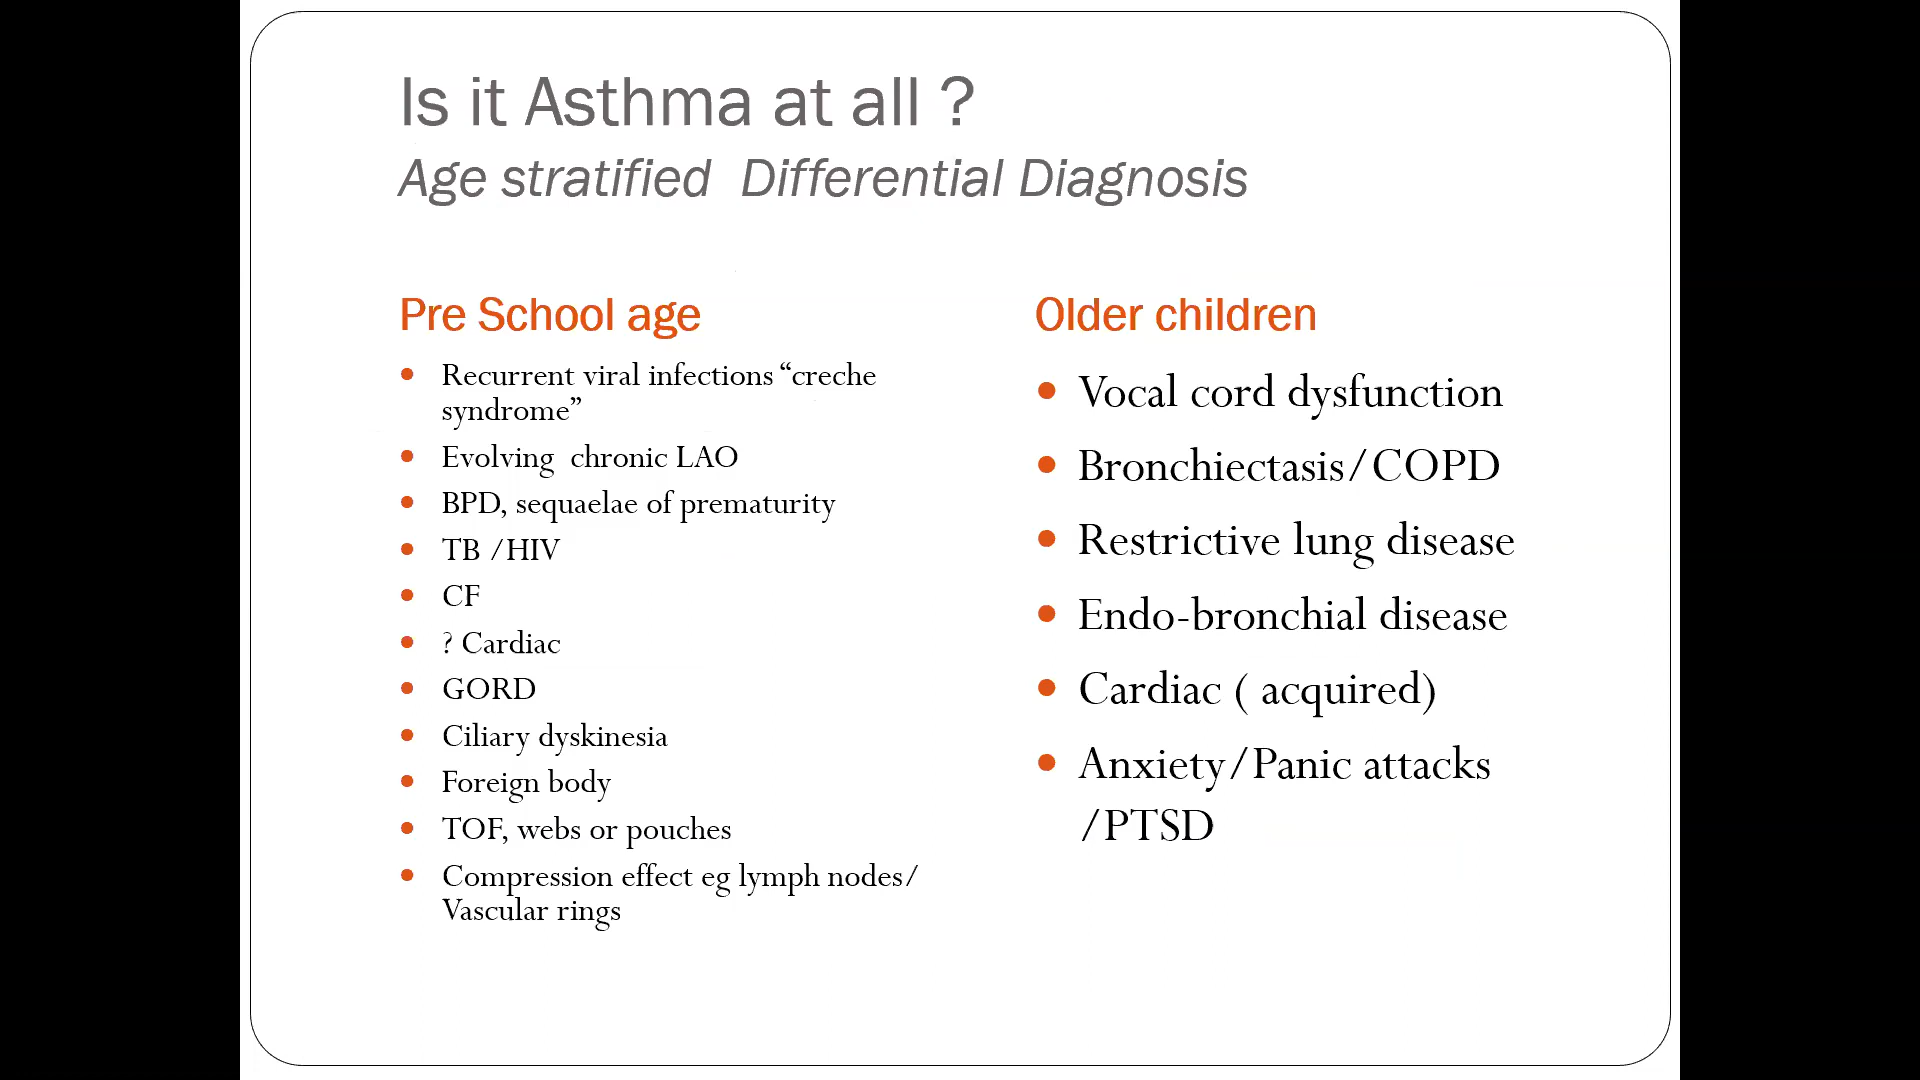 Is it Asthma at all ?
Age stratified Differential Diagnosis
Pre School age
Recurrent viral infections “creche
syndrome”
Evolving chronic LAO
BPD, sequaelae of prematurity
TB /HIV
CF
? Cardiac
GORD
Ciliary dyskinesia
Foreign body
TOF, webs or pouches
Compression effect eg lymph nodes/
Vascular rings
Older children
Vocal cord dysfunction
Bronchiectasis/COPD
Restrictive lung disease
Endo-bronchial disease
Cardiac ( acquired)
Anxiety/Panic attacks
/PTSD